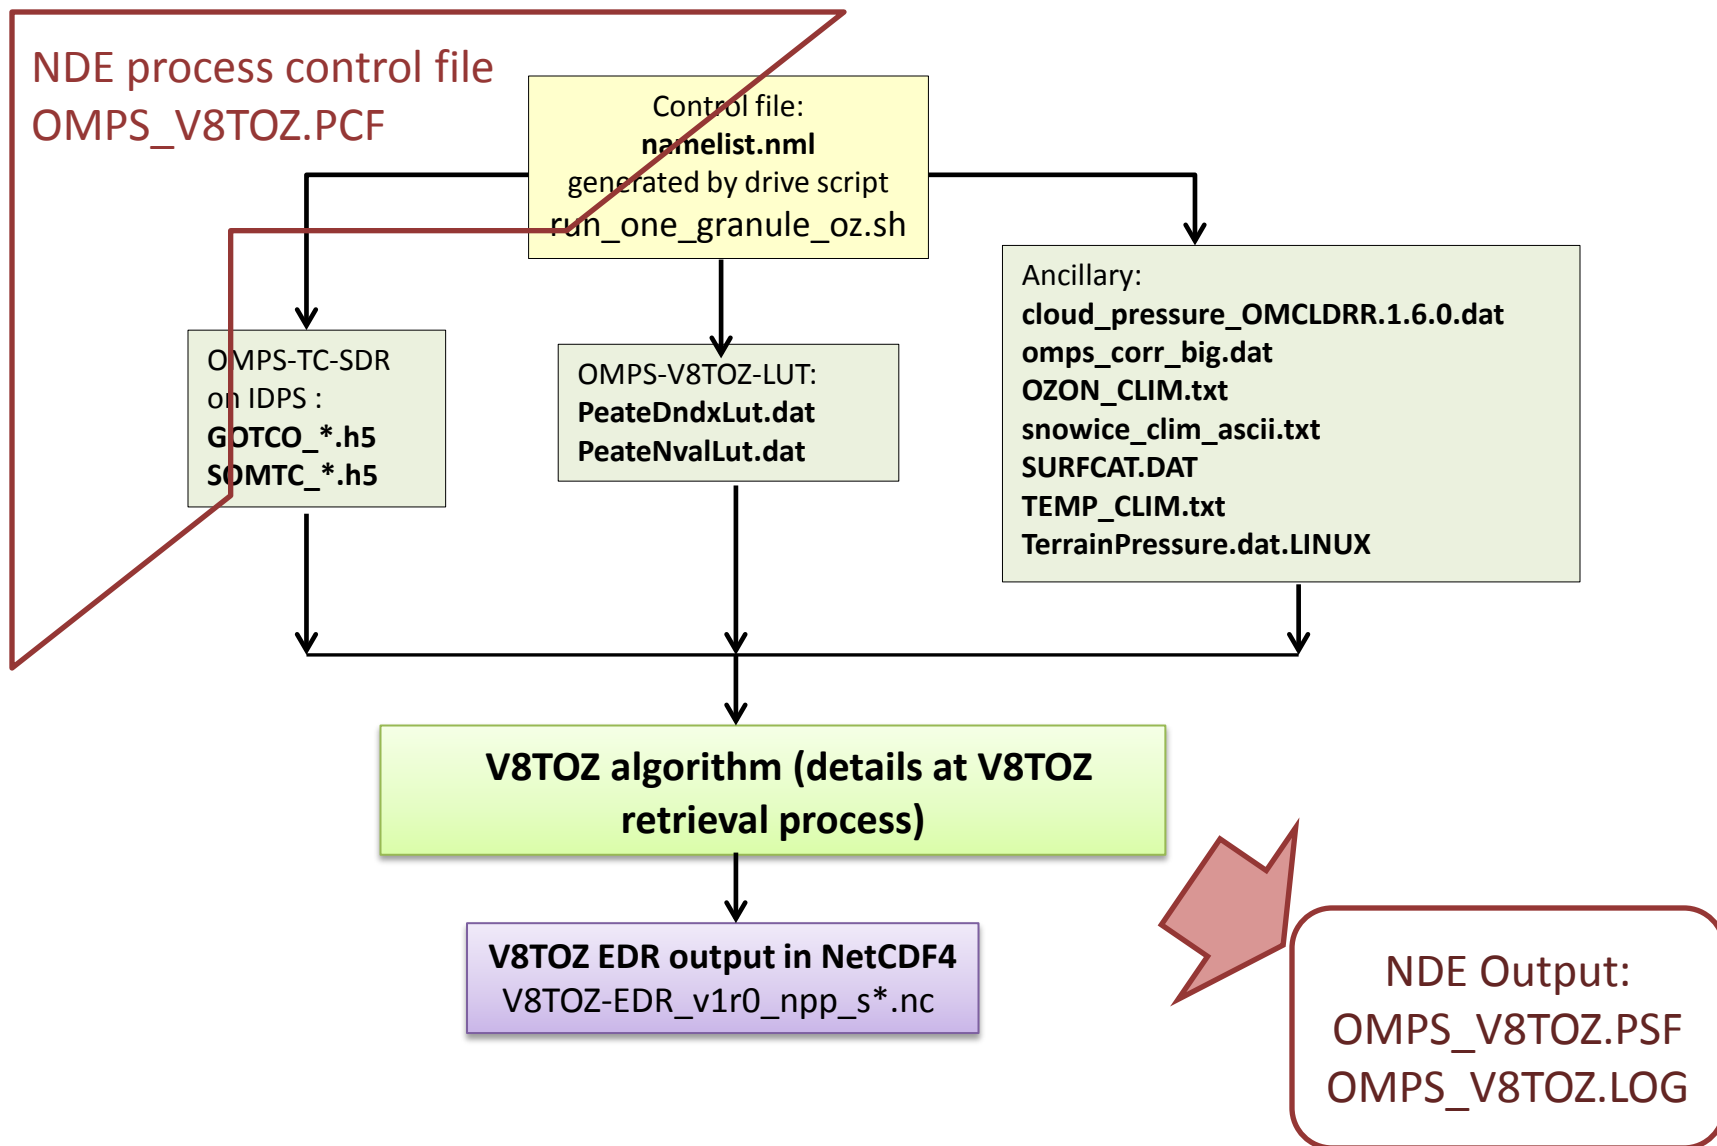 NDE process control file
OMPS_V8TOZ.PCF
Control file:
namelist.nml
generated by drive script
run_one_granule_oz.sh
OMPS-TC-SDR
on IDPS :
GOTCO_*.h5
SOMTC_*.h5
OMPS-V8TOZ-LUT:
PeateDndxLut.dat
PeateNvalLut.dat
Ancillary:
cloud_pressure_OMCLDRR.1.6.0.dat
omps_corr_big.dat
OZON_CLIM.txt
snowice_clim_ascii.txt
SURFCAT.DAT
TEMP_CLIM.txt
TerrainPressure.dat.LINUX
V8TOZ algorithm (details at V8TOZ
retrieval process)
V8TOZ EDR output in NetCDF4
V8TOZ-EDR_v1r0_npp_s*.nc
NDE Output:
OMPS_V8TOZ.PSF
OMPS_V8TOZ.LOG